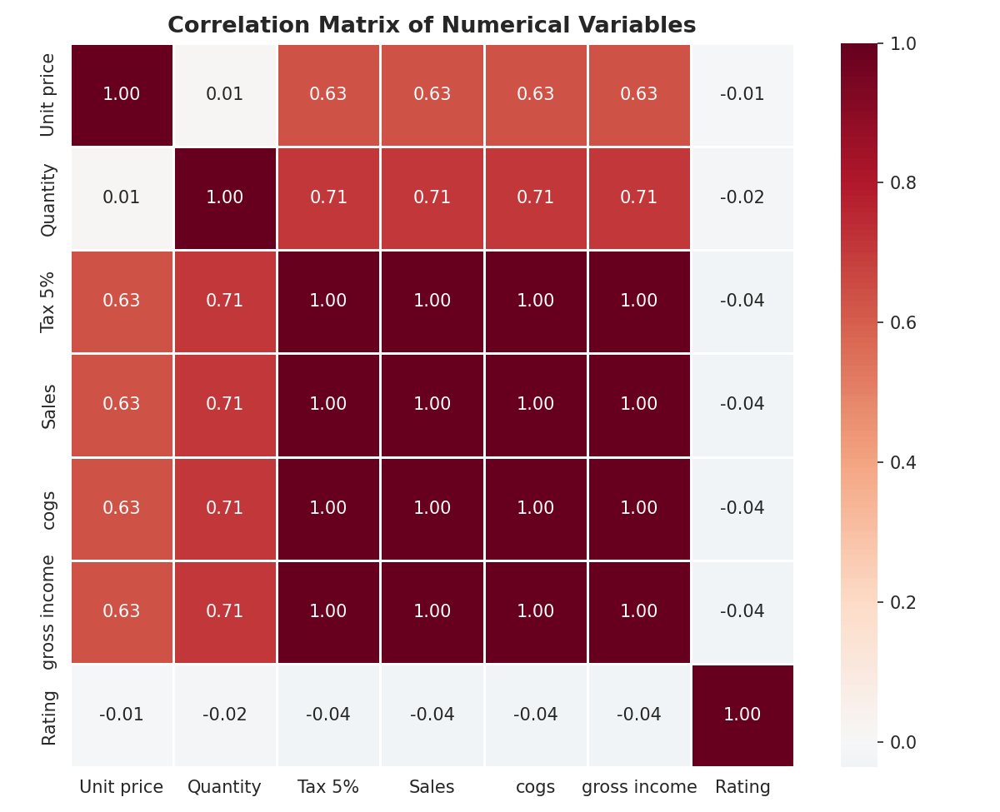 Correlation Matrix of Numerical Variables
Unit price 1.00 0.01 0.63 0.63 0.63 0.63 -0.01
Quantity 0.01 1.00 0.71 0.71 0.71 0.71 -0.02
Tax 5% 0.63 0.71 1.00 1.00 1.00 1.00 -0.04
Sales 0.63 0.71 1.00 1.00 1.00 1.00 -0.04
cogs 0.63 0.71 1.00 1.00 1.00 1.00 -0.04
gross income 0.63 0.71 1.00 1.00 1.00 1.00 -0.04
Rating -0.01 -0.02 -0.04 -0.04 -0.04 -0.04 1.00
Unit price Quantity Tax 5% Sales cogs gross income Rating
1.0
0.8
0.6
0.4
0.2
0.0